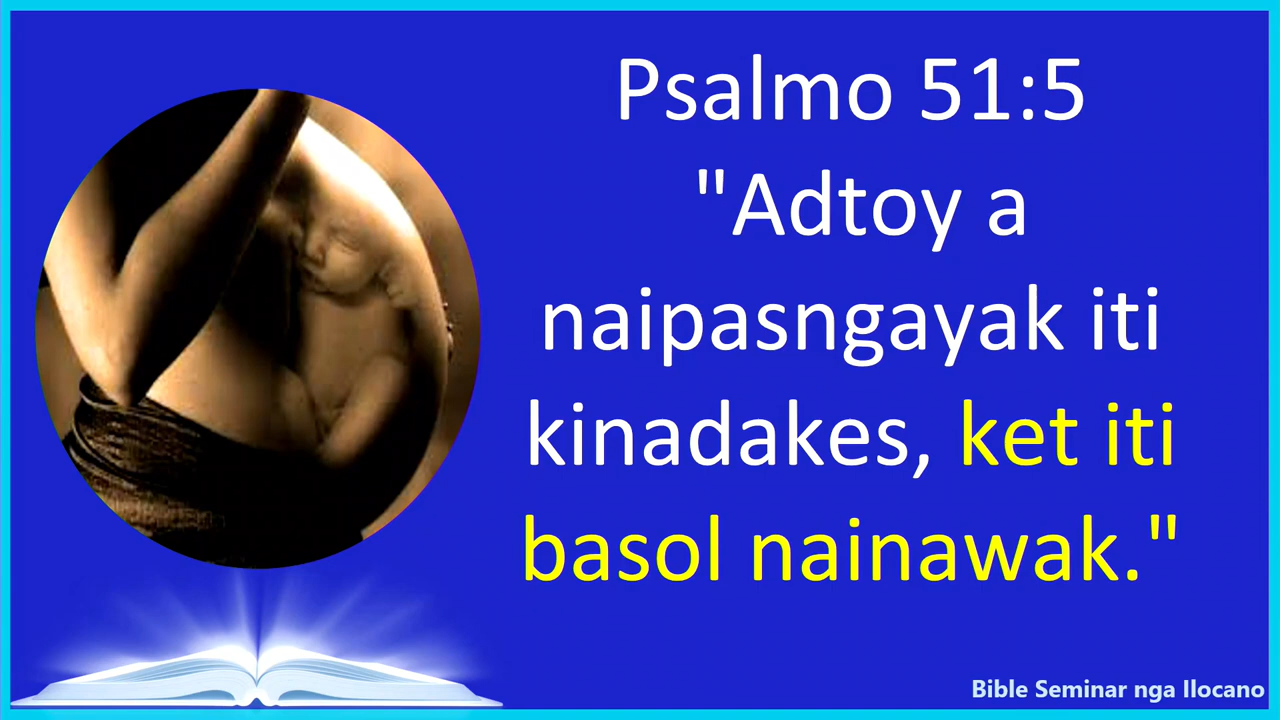 Psalmo 51:5
"Adtoy a
naipasngayak iti
kinadakes, ket iti
basol nainawak."
Bible Seminar nga Ilocano